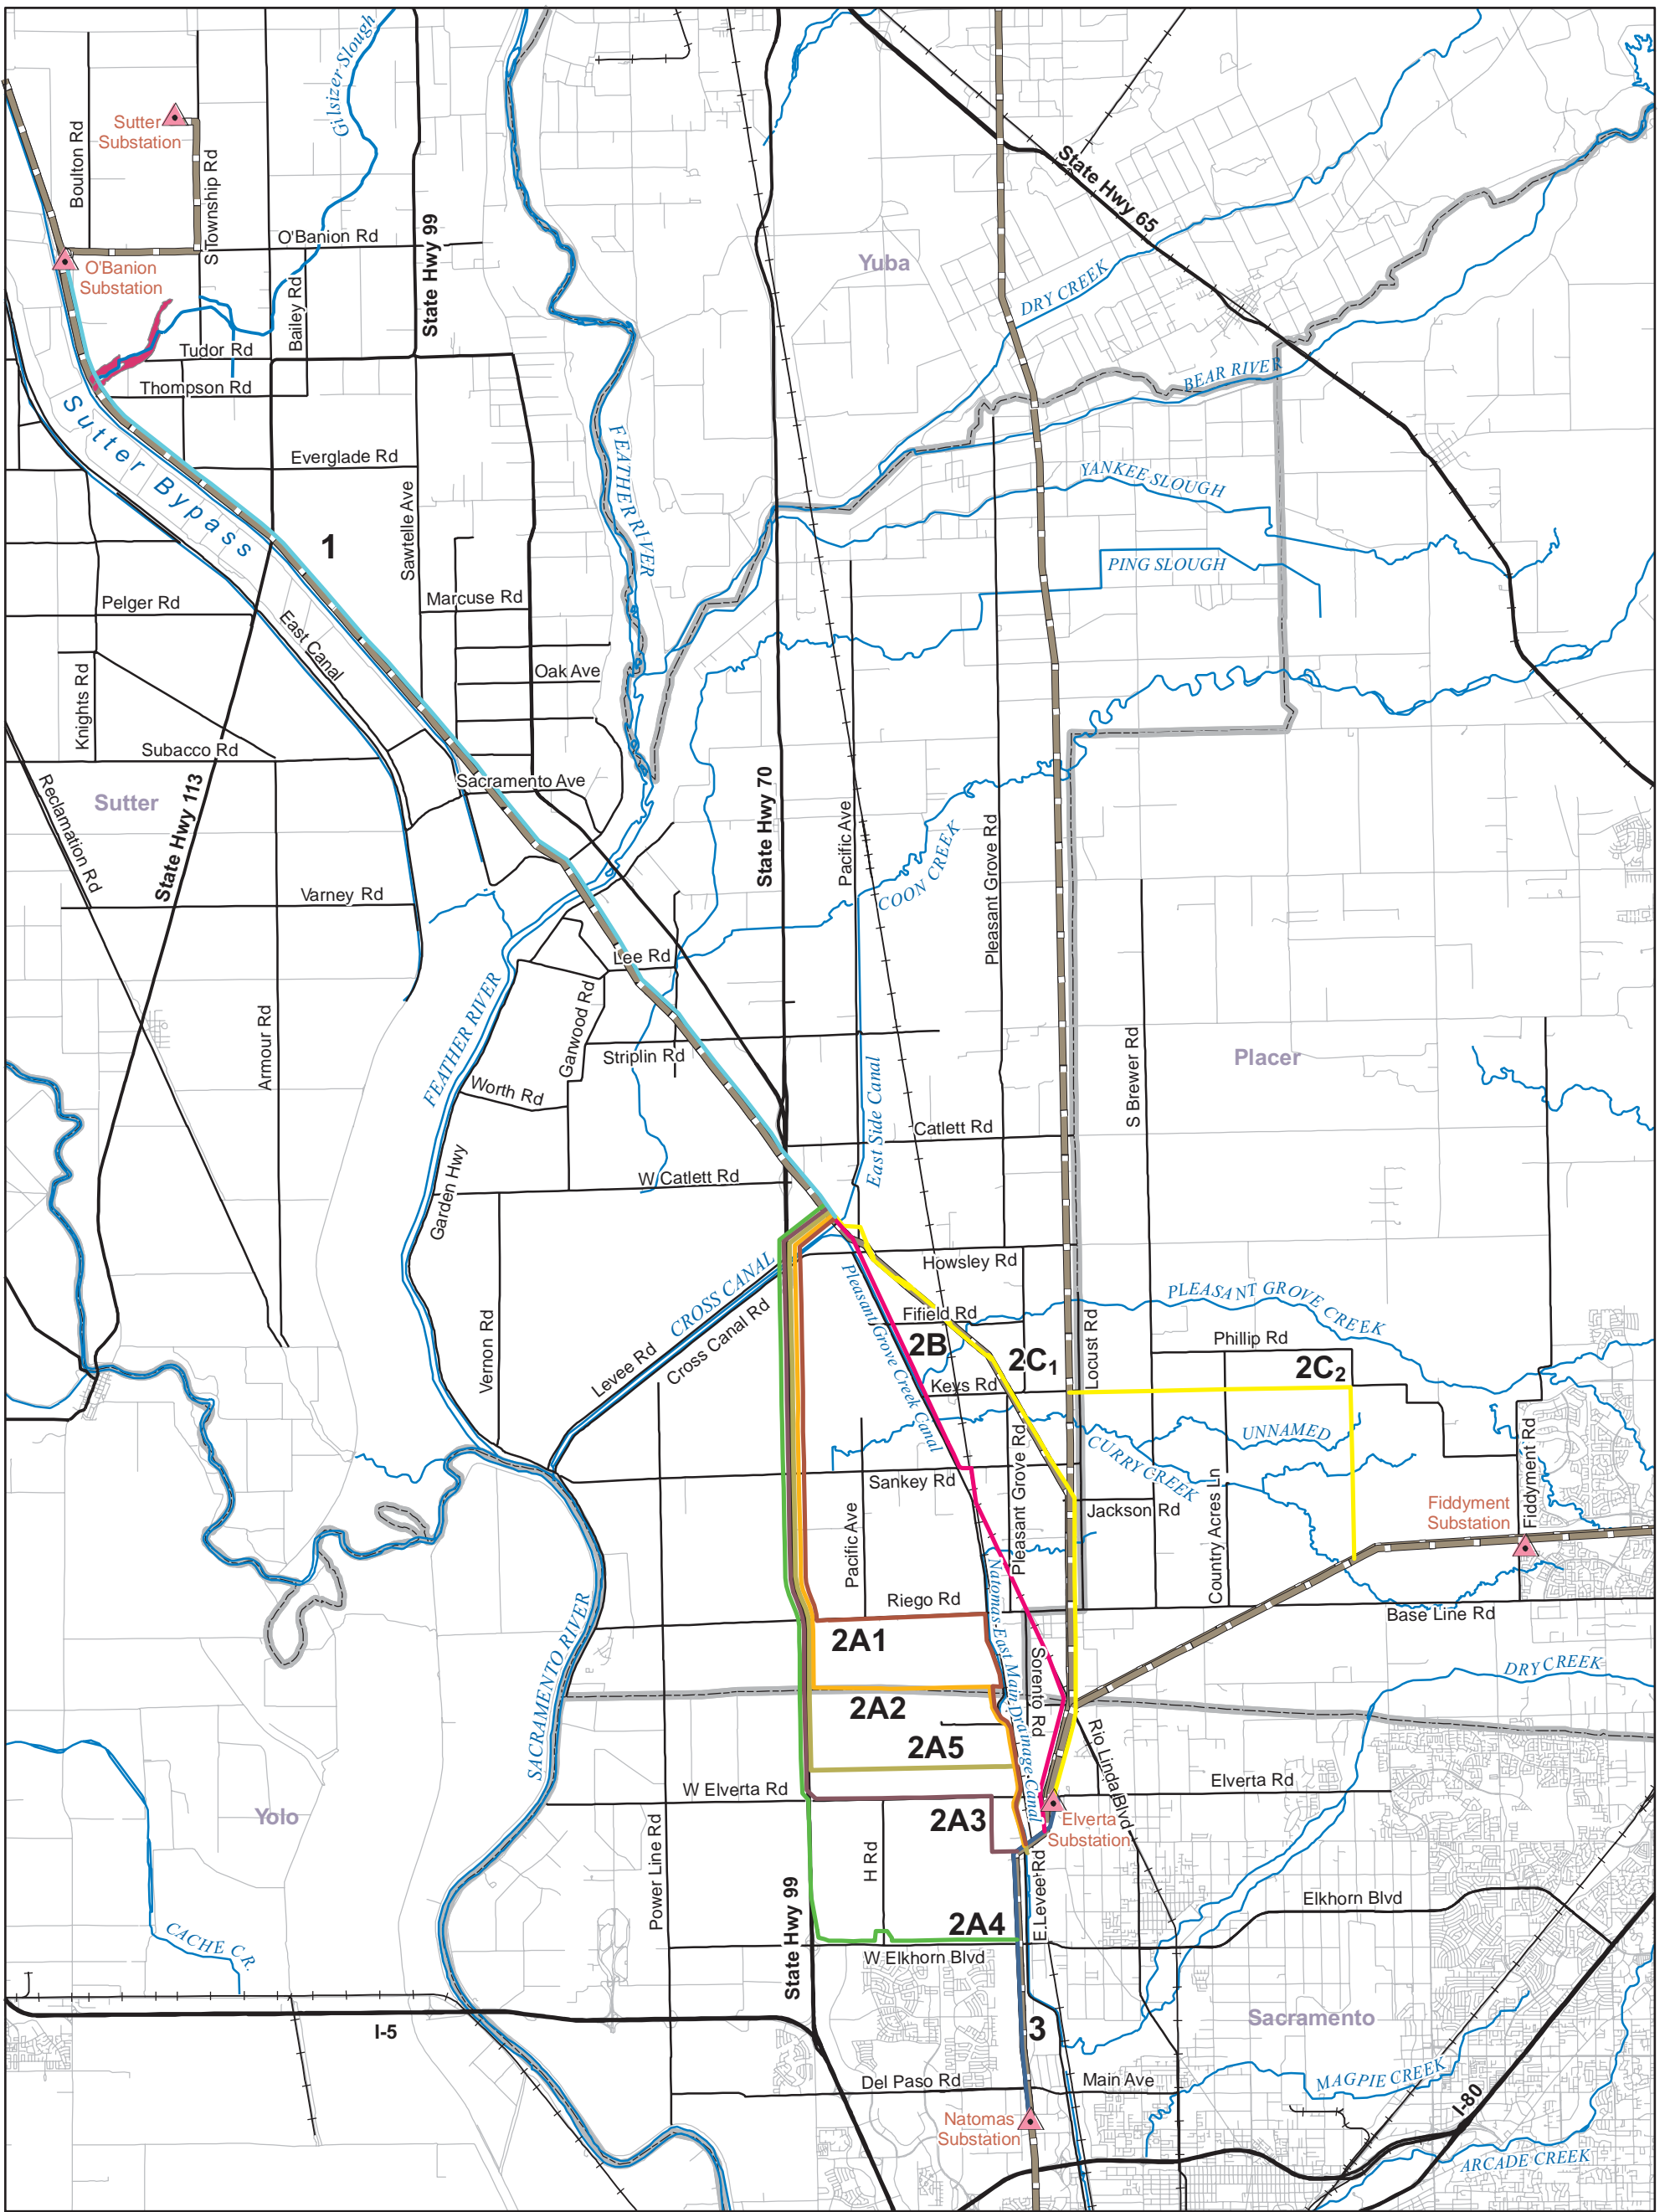 Gilsizer Slough
Boulton Rd
Sutter
Substation
S Township Rd
State Hwy 99
State Hwy 65
O'Banion Rd
O'Banion
Substation
Bailey Rd
Yuba
DRY CREEK
Tudor Rd
Thompson Rd
BEAR RIVER
Sutter Bypass
Everglade Rd
FEATHER RIVER
YANKEE SLOUGH
Sawtelle Ave
1
PING SLOUGH
Pelger Rd
Marcuse Rd
East Canal
Knights Rd
Oak Ave
Subacco Rd
Sacramento Ave
Reclamation Rd
Sutter
State Hwy 113
State Hwy 70
Pacific Ave
COON CREEK
Pleasant Grove Rd
Varney Rd
Lee Rd
FEATHER RIVER
Garwood Rd
Armour Rd
Striplin Rd
Worth Rd
East Side Canal
S Brewer Rd
Placer
Catlett Rd
W Catlett Rd
Garden Hwy
CROSS CANAL
Howsley Rd
Pleasant Grove Creek Canal
Fifield Rd
PLEASANT GROVE CREEK
Vernon Rd
Levee Rd
Cross Canal Rd
2B
2C1
Locust Rd
Phillip Rd
2C2
Keys Rd
UNNAMED
CURRY CREEK
Sankey Rd
Pleasant Grove Rd
Jackson Rd
Country Acres Ln
Fiddyment
Substation
Fiddyment Rd
Pacific Ave
Natomas East Main Drainage Canal
Riego Rd
Base Line Rd
SACRAMENTO RIVER
2A1
Sorento Rd
DRY CREEK
2A2
2A5
Rio Linda Blvd
W Elverta Rd
Elverta Rd
Yolo
2A3
Elverta
Substation
Power Line Rd
H Rd
E Levee Rd
State Hwy 99
2A4
Elkhorn Blvd
CACHE CR.
W Elkhorn Blvd
I-5
3
Sacramento
Del Paso Rd
Main Ave
MAGPIE CREEK
Natomas
Substation
I-80
ARCADE CREEK